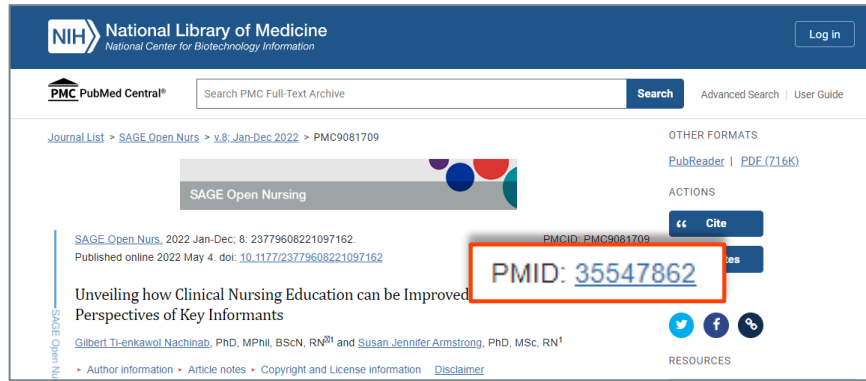 NIH National Library of Medicine
National Center for Biotechnology Information
Log in
PMC PubMed Central®
Search PMC Full-Text Archive
Search
Advanced Search | User Guide
Journal List > SAGE Open Nurs > v.8; Jan-Dec 2022 > PMC9081709
SAGE Open Nursing
SAGE Open Nurs. 2022 Jan-Dec; 8: 23779608221097162.
PMCID: PMC9081709
Published online 2022 May 4. doi: 10.1177/23779608221097162
PMID: 35547862
Unveiling how Clinical Nursing Education can be Improved
Perspectives of Key Informants
Gilbert Ti-enkawol Nachinab, PhD, MPhil, BScN, RN✉1 and Susan Jennifer Armstrong, PhD, MSc, RN1
▸ Author information ▸ Article notes ▸ Copyright and License information Disclaimer
SAGE Open Nu
OTHER FORMATS
PubReader | PDF (716K)
ACTIONS
Cite
es
RESOURCES